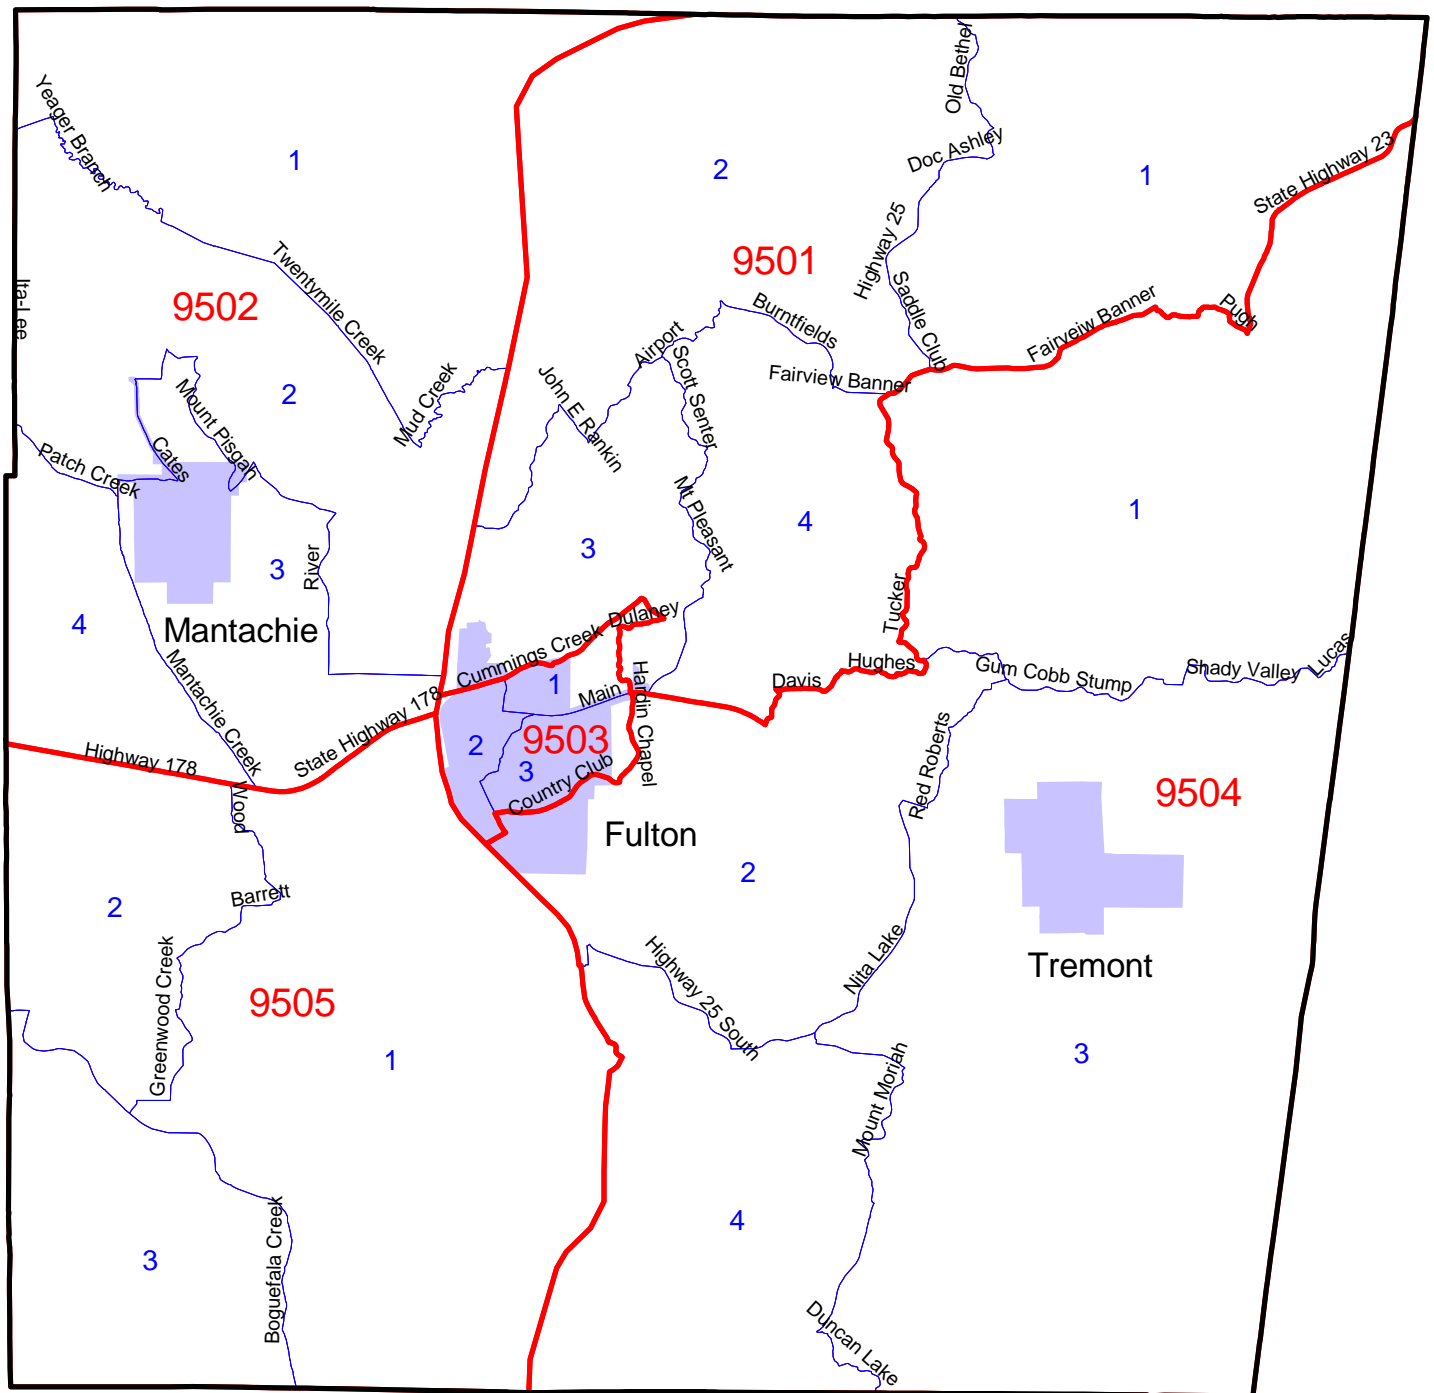 Old Bethel
Yeager Branch
Doc Ashley
State Highway 23
1
2
1
Highway 25
9501
Twentymile Creek
Ita-Lee
9502
Saddle Club
Burntfields
Fairveiw Banner
Pugh
Airport
Scott Senter
Fairview Banner
2
Mud Creek
John E Rankin
Mount Pisgah
Cates
Patch Creek
Mt Pleasant
4
1
3
3
River
Tucker
4
Mantachie
Cummings Creek
Dulaney
Hughes
Gum Cobb Stump
Shady Valley
Lucas
Mantachie Creek
1
Main
Hardin Chapel
Davis
State Highway 178
Highway 178
2
9503
3
Country Club
Red Roberts
9504
Wood
Fulton
2
Barrett
2
Greenwood Creek
Highway 25 South
Nita Lake
Tremont
9505
1
3
Mount Moriah
4
3
Boguefala Creek
Duncan Lake